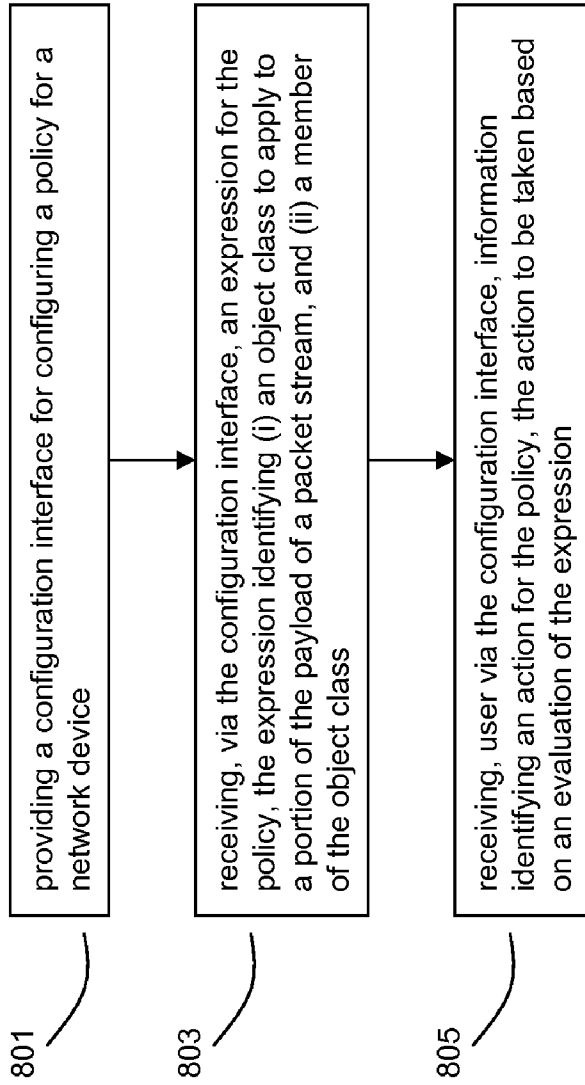 801
providing a configuration interface for configuring a policy for a
network device
803
receiving, via the configuration interface, an expression for the
policy, the expression identifying (i) an object class to apply to
a portion of the payload of a packet stream, and (ii) a member
of the object class
805
receiving, user via the configuration interface, information
identifying an action for the policy, the action to be taken based
on an evaluation of the expression